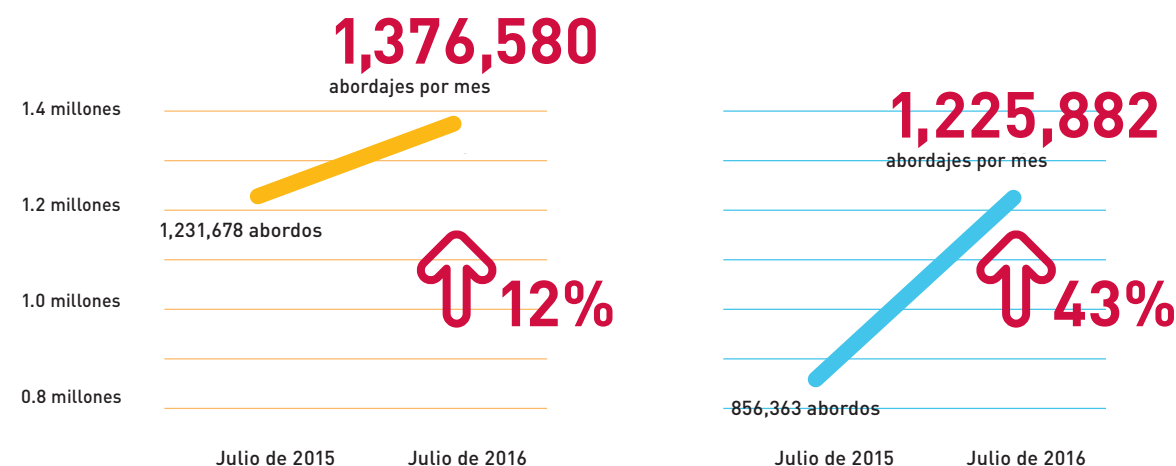 1,376,580
abordajes por mes
1.4 millones
1.2 millones
1.0 millones
0.8 millones
1,231,678 abordos
12%
Julio de 2015
Julio de 2016
1,225,882
abordajes por mes
43%
856,363 abordos
Julio de 2015
Julio de 2016